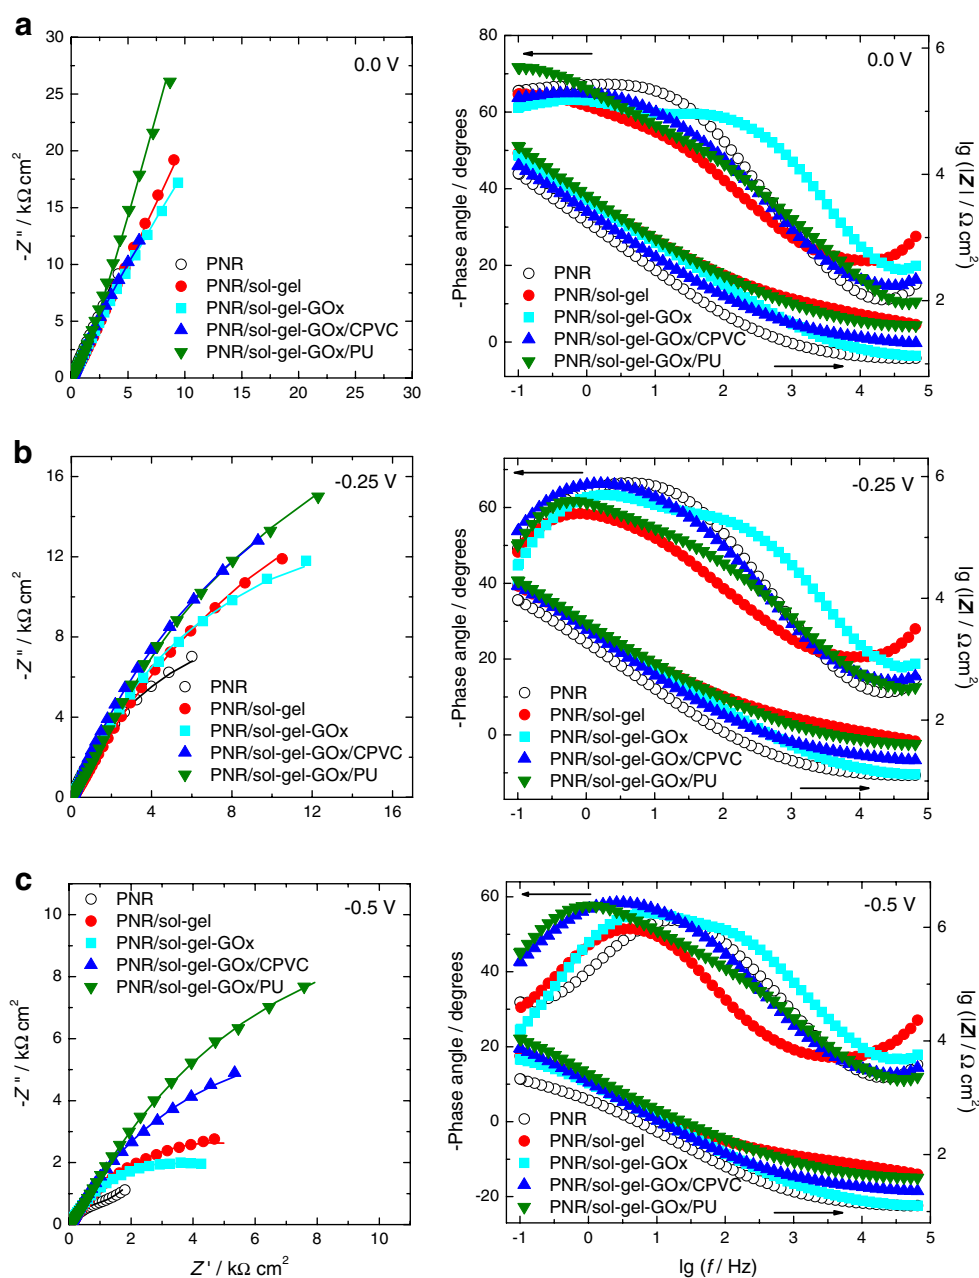 a
0.0 V
-Z" / kΩ cm²
30
25
20
15
10
5
0
0
5
10
15
20
25
30
PNR
PNR/sol-gel
PNR/sol-gel-GOx
PNR/sol-gel-GOx/CPVC
PNR/sol-gel-GOx/PU
0.0 V
-Phase angle / degrees
80
60
40
20
0
-1
0
1
2
3
4
5
6
4
2
lg (|Z| / Ω cm²)
PNR
PNR/sol-gel
PNR/sol-gel-GOx
PNR/sol-gel-GOx/CPVC
PNR/sol-gel-GOx/PU
b
-0.25 V
-Z" / kΩ cm²
16
14
12
10
8
6
4
2
0
0
4
8
12
16
PNR
PNR/sol-gel
PNR/sol-gel-GOx
PNR/sol-gel-GOx/CPVC
PNR/sol-gel-GOx/PU
-0.25 V
-Phase angle / degrees
60
40
20
0
-1
0
1
2
3
4
5
6
4
2
lg (|Z| / Ω cm²)
PNR
PNR/sol-gel
PNR/sol-gel-GOx
PNR/sol-gel-GOx/CPVC
PNR/sol-gel-GOx/PU
c
-0.5 V
-Z" / kΩ cm²
10
8
6
4
2
0
0
2
4
6
8
10
Z' / kΩ cm²
PNR
PNR/sol-gel
PNR/sol-gel-GOx
PNR/sol-gel-GOx/CPVC
PNR/sol-gel-GOx/PU
-0.5 V
-Phase angle / degrees
60
40
20
0
-20
-1
0
1
2
3
4
5
lg (f / Hz)
6
4
2
lg (|Z| / Ω cm²)
PNR
PNR/sol-gel
PNR/sol-gel-GOx
PNR/sol-gel-GOx/CPVC
PNR/sol-gel-GOx/PU